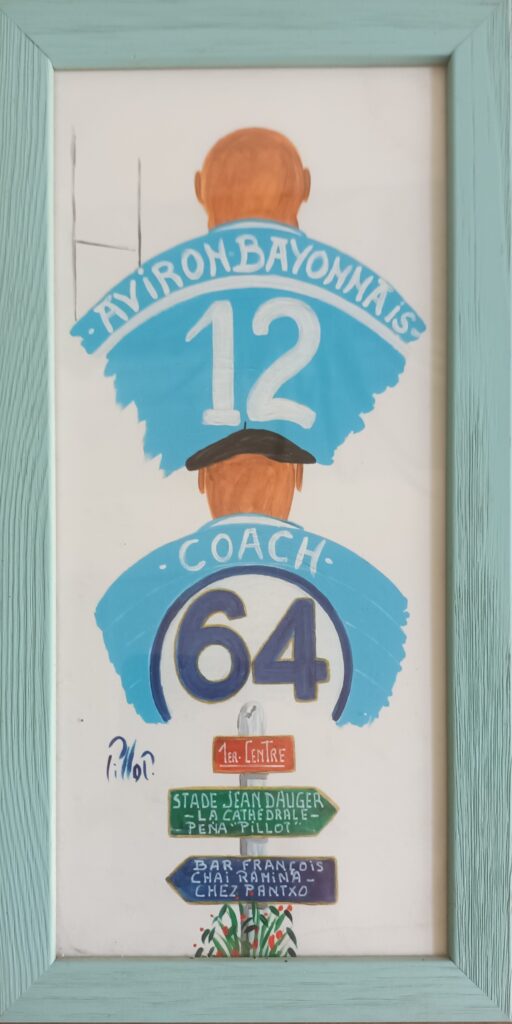 ·AVIRON·BAYONNAiS·
12
·COACH·
64
Pillot.
1ER·CENTRE
STADE JEAN DAUGER
-LA CATHEDRALE-
PEÑA "PILLOT"
BAR FRANÇOIS
CHAI RAMINA-
CHEZ PANTXO